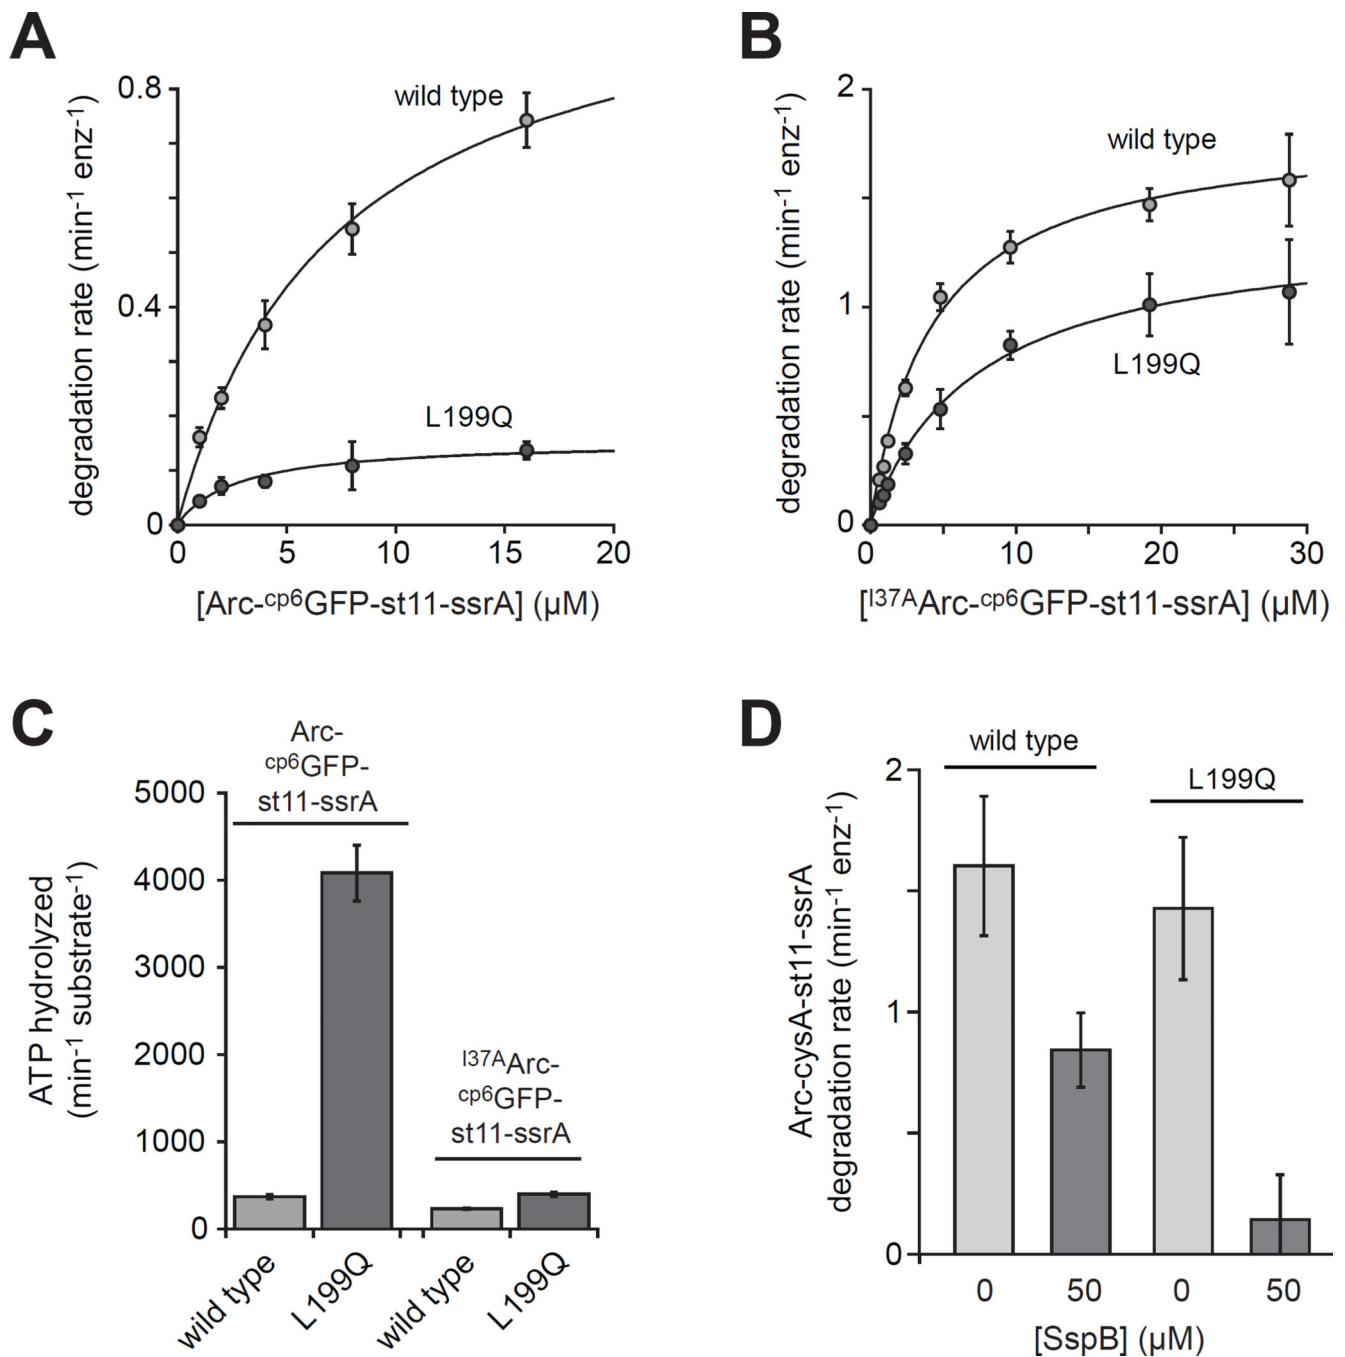 A
degradation rate (min⁻¹ enz⁻¹)
0.8
0.4
0
wild type
L199Q
0 5 10 15 20
[Arc-ᶜᵖ⁶GFP-st11-ssrA] (µM)
B
degradation rate (min⁻¹ enz⁻¹)
2
1
0
wild type
L199Q
0 10 20 30
[ᴵ³⁷ᴬArc-ᶜᵖ⁶GFP-st11-ssrA] (µM)
C
ATP hydrolyzed
(min⁻¹ substrate⁻¹)
5000
4000
3000
2000
1000
0
Arc-
ᶜᵖ⁶GFP-
st11-ssrA
ᴵ³⁷ᴬArc-
ᶜᵖ⁶GFP-
st11-ssrA
wild type
L199Q
wild type
L199Q
D
Arc-cysA-st11-ssrA
degradation rate (min⁻¹ enz⁻¹)
2
1
0
wild type
L199Q
0 50 0 50
[SspB] (µM)